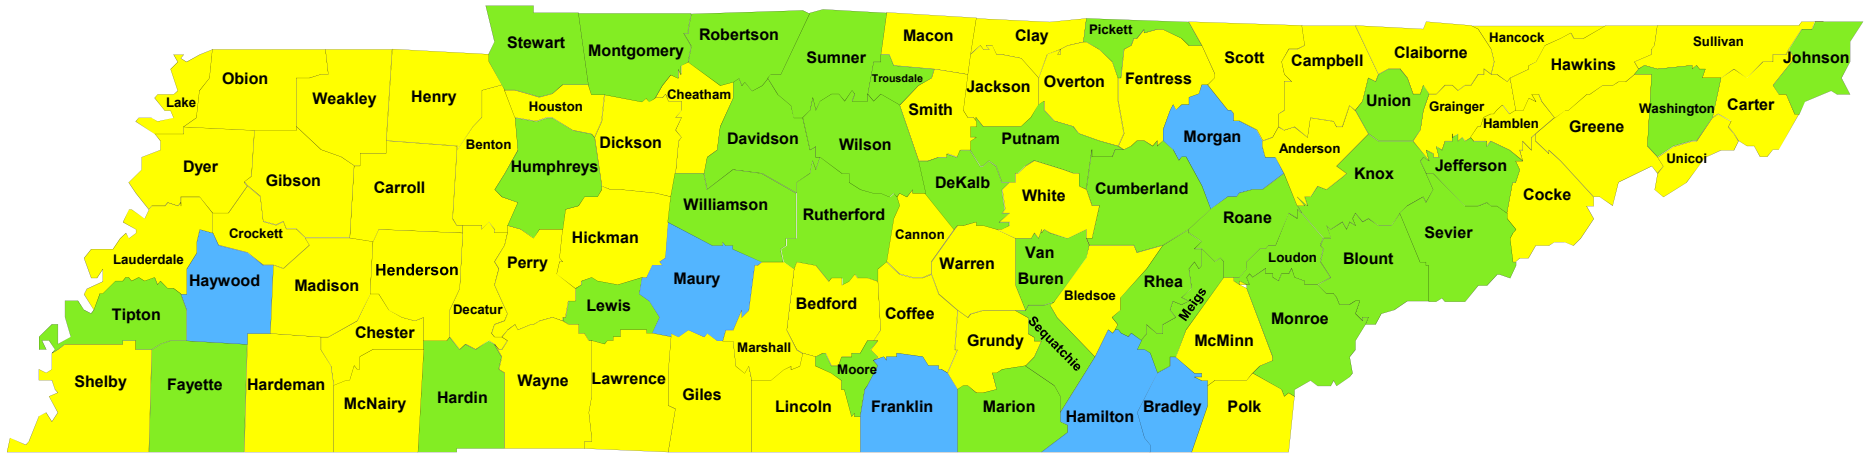 Stewart
Montgomery
Robertson
Sumner
Macon
Clay
Pickett
Scott
Campbell
Claiborne
Hancock
Hawkins
Sullivan
Johnson
Obion
Weakley
Henry
Lake
Houston
Cheatham
Trousdale
Jackson
Overton
Fentress
Union
Grainger
Hamblen
Greene
Washington
Carter
Unicoi
Smith
Dyer
Gibson
Carroll
Benton
Humphreys
Dickson
Davidson
Wilson
Putnam
Morgan
Anderson
Knox
Jefferson
Cocke
DeKalb
White
Cumberland
Roane
Sevier
Crockett
Lauderdale
Haywood
Madison
Henderson
Decatur
Perry
Hickman
Williamson
Rutherford
Cannon
Warren
Van
Buren
Bledsoe
Rhea
Meigs
Loudon
Blount
Tipton
Chester
Lewis
Maury
Bedford
Coffee
Grundy
Sequatchie
McMinn
Monroe
Marshall
Moore
Shelby
Fayette
Hardeman
McNairy
Hardin
Wayne
Lawrence
Giles
Lincoln
Franklin
Marion
Hamilton
Bradley
Polk